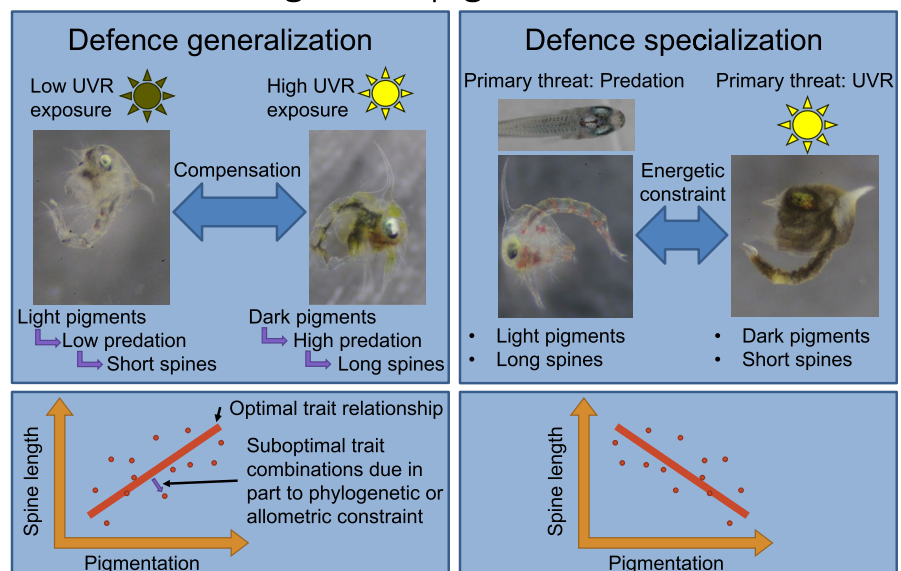 Defence generalization
Low UVR
exposure
High UVR
exposure
Compensation
Light pigments
Low predation
Short spines
Dark pigments
High predation
Long spines
Defence specialization
Primary threat: Predation
Primary threat: UVR
Energetic
constraint
• Light pigments
• Long spines
• Dark pigments
• Short spines
Spine length
Pigmentation
Optimal trait relationship
Suboptimal trait
combinations due in
part to phylogenetic or
allometric constraint
Spine length
Pigmentation